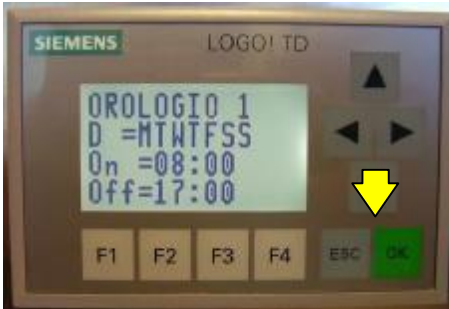 SIEMENS LOGO! TD
OROLOGIO 1
D =MTWTFSS
On =08:00
Off=17:00
F1 F2 F3 F4 ESC OK